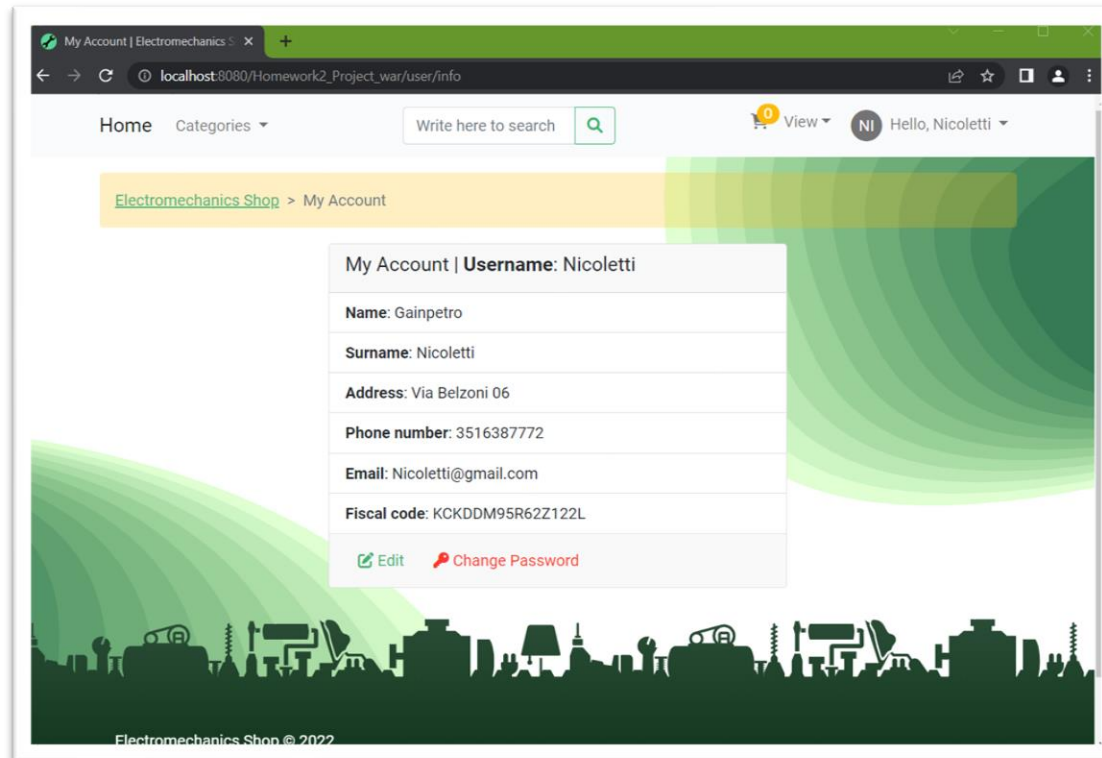 My Account | Electromechanics S
localhost:8080/Homework2_Project_war/user/info
Home Categories Write here to search 0 View NI Hello, Nicoletti
Electromechanics Shop > My Account
My Account | Username: Nicoletti
Name: Gainpetro
Surname: Nicoletti
Address: Via Belzoni 06
Phone number: 3516387772
Email: Nicoletti@gmail.com
Fiscal code: KCKDDM95R62Z122L
Edit Change Password
Electromechanics Shop © 2022